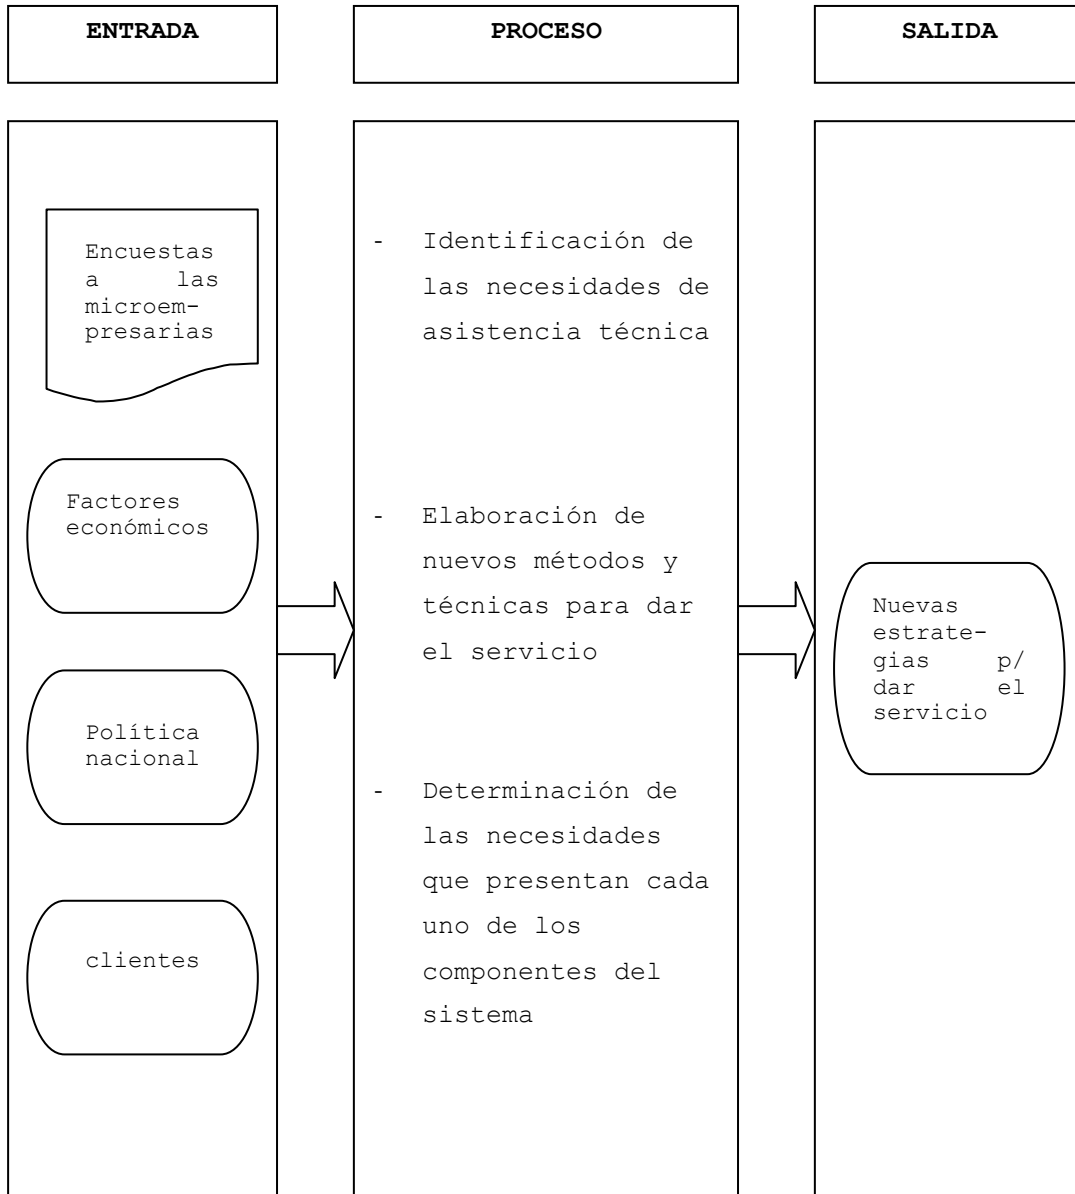 ENTRADA
PROCESO
SALIDA
Encuestas
a las
microem-
presarias
Factores
económicos
Política
nacional
clientes
- Identificación de
las necesidades de
asistencia técnica
- Elaboración de
nuevos métodos y
técnicas para dar
el servicio
- Determinación de
las necesidades
que presentan cada
uno de los
componentes del
sistema
Nuevas
estrate-
gias p/
dar el
servicio